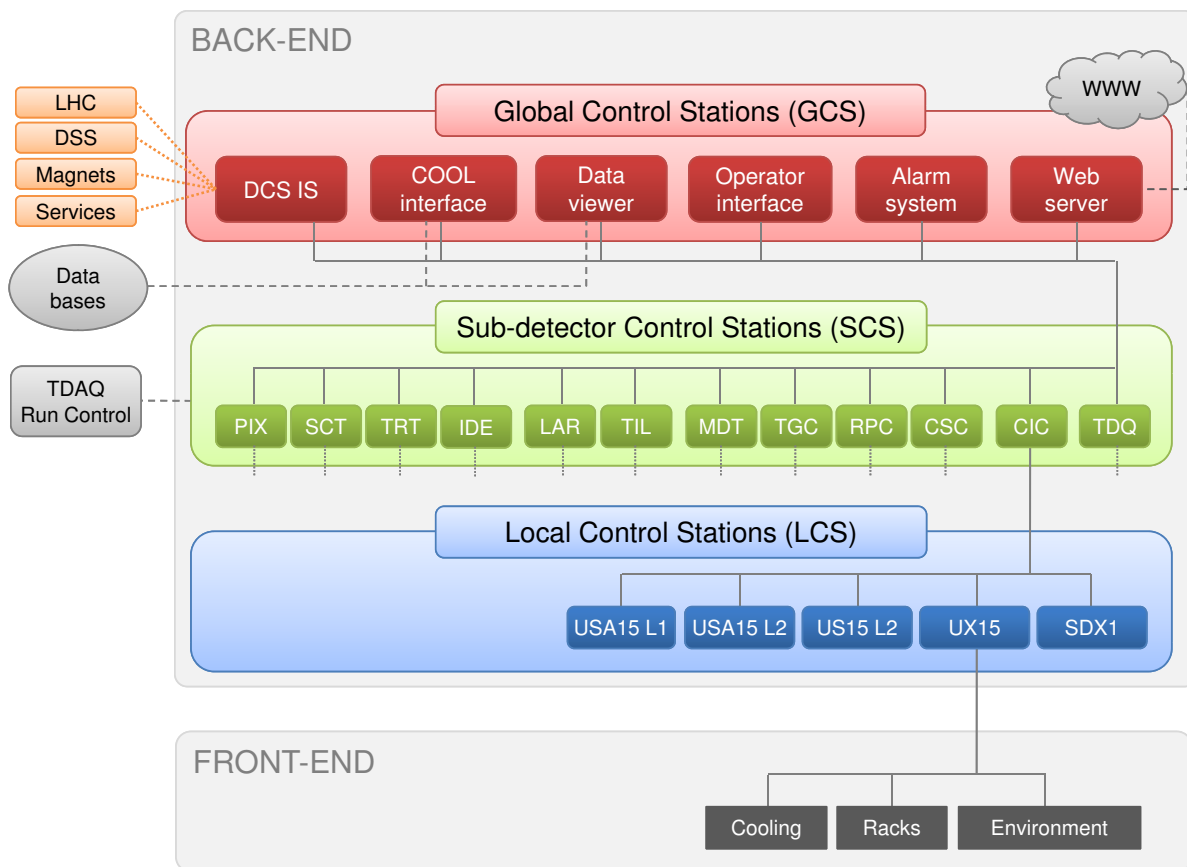 BACK-END
LHC
DSS
Magnets
Services
WWW
Global Control Stations (GCS)
DCS IS
COOL
interface
Data
viewer
Operator
interface
Alarm
system
Web
server
Data
bases
Sub-detector Control Stations (SCS)
TDAQ
Run Control
PIX
SCT
TRT
IDE
LAR
TIL
MDT
TGC
RPC
CSC
CIC
TDQ
Local Control Stations (LCS)
USA15 L1
USA15 L2
US15 L2
UX15
SDX1
FRONT-END
Cooling
Racks
Environment